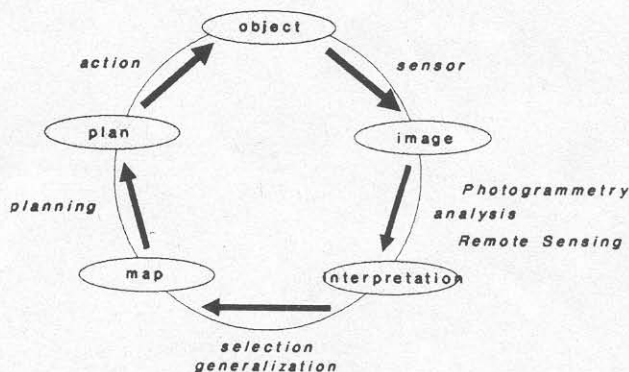 object
action
sensor
plan
image
Photogrammetry
planning
analysis
Remote Sensing
map
interpretation
selection
generalization